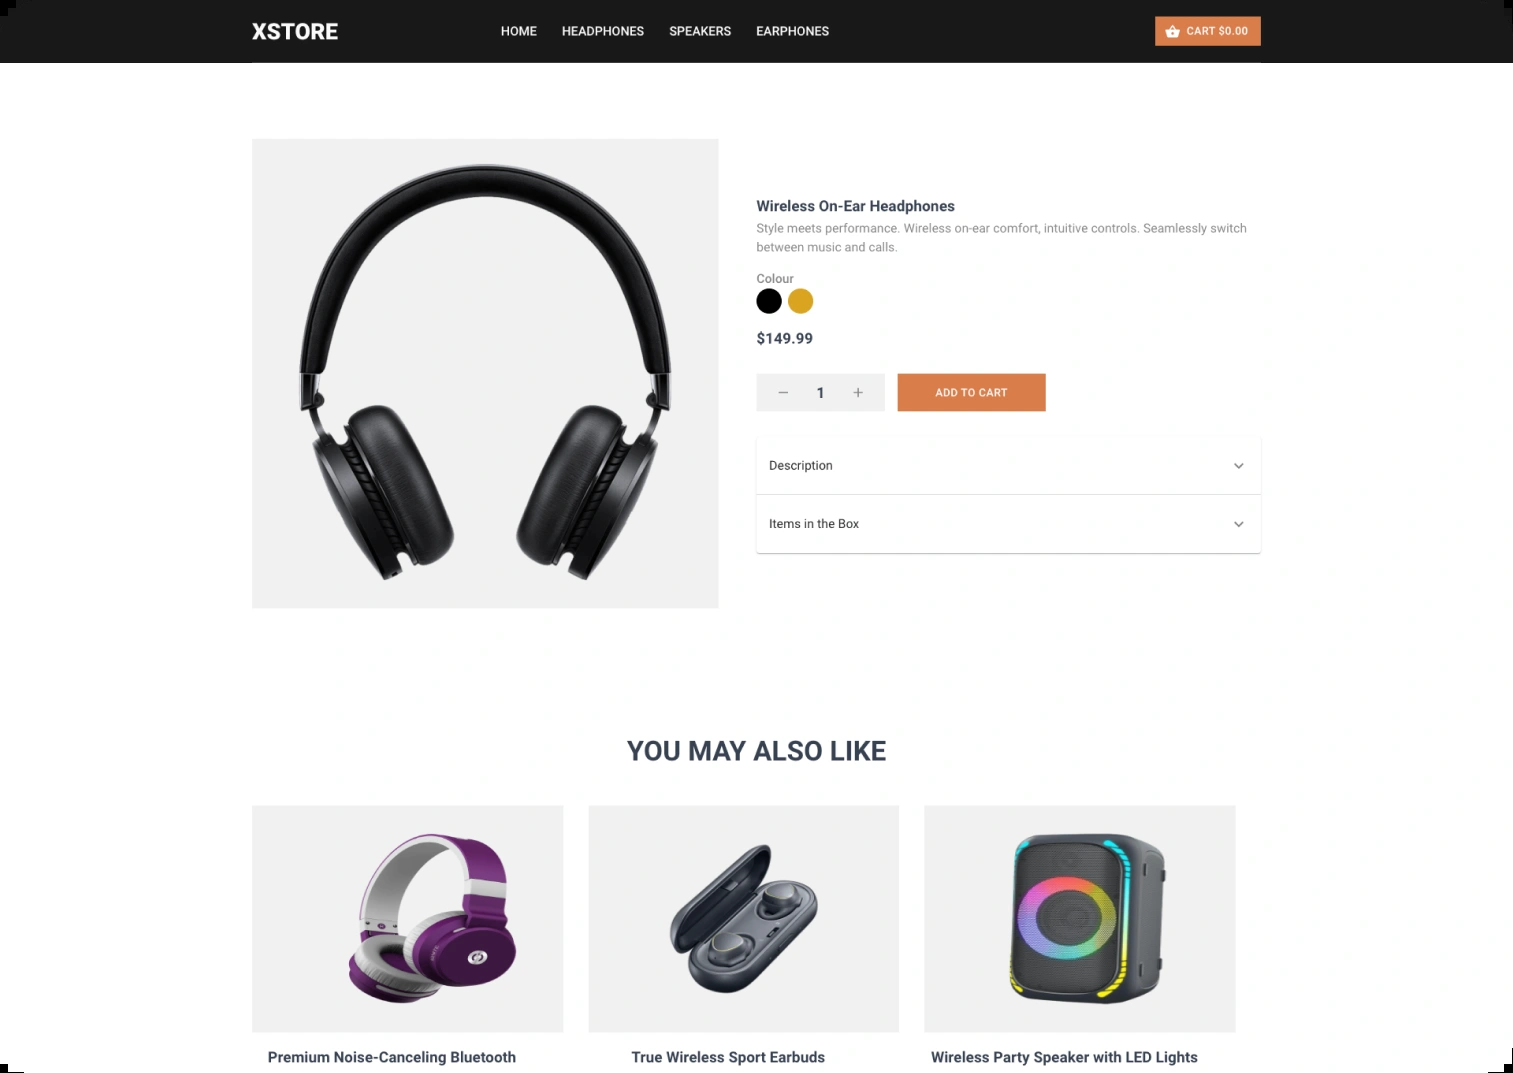 XSTORE
HOME HEADPHONES SPEAKERS EARPHONES
CART $0.00
Wireless On-Ear Headphones
Style meets performance. Wireless on-ear comfort, intuitive controls. Seamlessly switch
between music and calls.
Colour
$149.99
− 1 +
ADD TO CART
Description
Items in the Box
YOU MAY ALSO LIKE
Premium Noise-Canceling Bluetooth
True Wireless Sport Earbuds
Wireless Party Speaker with LED Lights